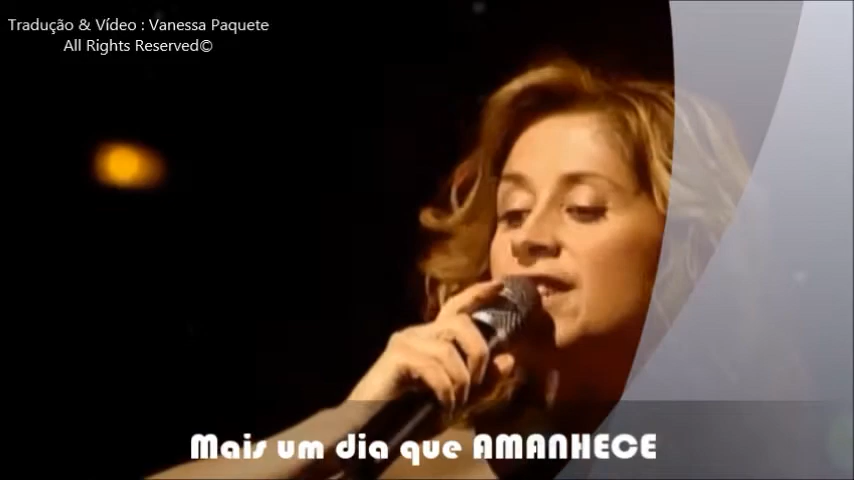 Tradução & Vídeo : Vanessa Paquete
All Rights Reserved©
Mais um dia que AMANHECE